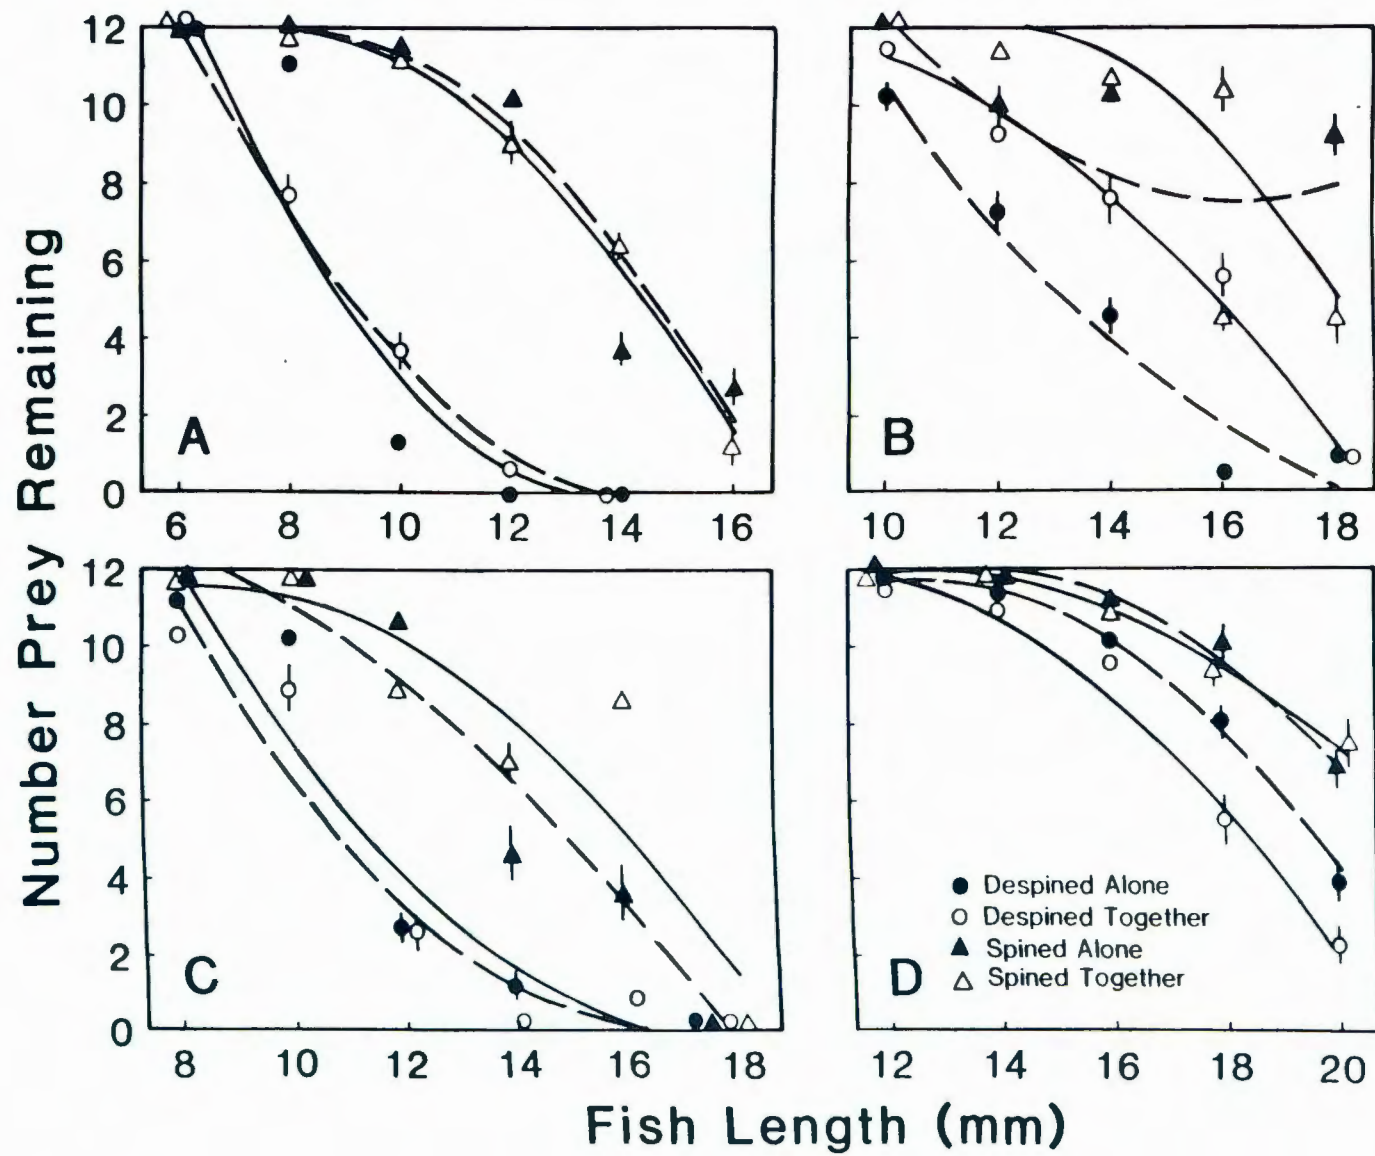 Number Prey Remaining
12
10
8
6
4
2
0
A
6 8 10 12 14 16
B
10 12 14 16 18
12
10
8
6
4
2
0
C
8 10 12 14 16 18
Despined Alone
Despined Together
Spined Alone
Spined Together
D
12 14 16 18 20
Fish Length (mm)